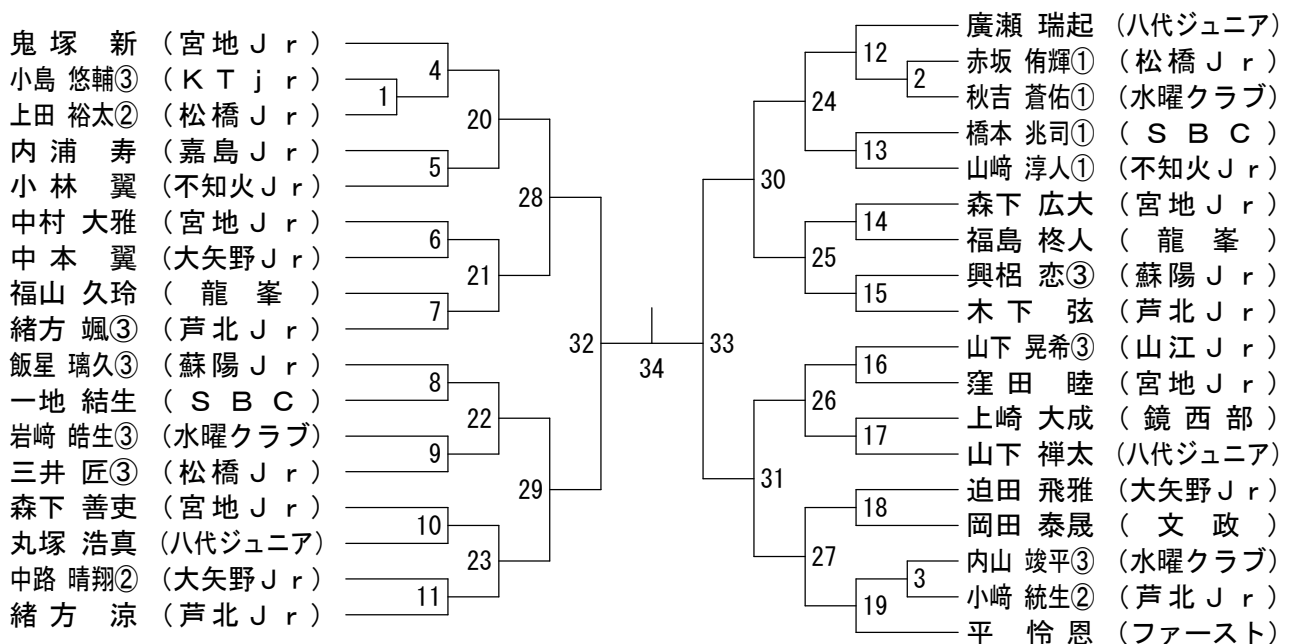 鬼塚 新 (宮地Jr)
小島 悠輔③ (KTjr)
上田 裕太② (松橋Jr)
内浦 寿 (嘉島Jr)
小林 翼 (不知火Jr)
中村 大雅 (宮地Jr)
中本 翼 (大矢野Jr)
福山 久玲 (龍峯)
緒方 颯③ (芦北Jr)
飯星 璃久③ (蘇陽Jr)
一地 結生 (SBC)
岩﨑 皓生③ (水曜クラブ)
三井 匠③ (松橋Jr)
森下 善吏 (宮地Jr)
丸塚 浩真 (八代ジュニア)
中路 晴翔② (大矢野Jr)
緒方 涼 (芦北Jr)
1
4
5
6
7
8
9
10
11
20
21
22
23
28
29
32
34
33
30
31
24
25
26
27
12
2
13
14
15
16
17
18
3
19
廣瀬 瑞起 (八代ジュニア)
赤坂 侑輝① (松橋Jr)
秋吉 蒼佑① (水曜クラブ)
橋本 兆司① (SBC)
山﨑 淳人① (不知火Jr)
森下 広大 (宮地Jr)
福島 柊人 (龍峯)
興梠 恋③ (蘇陽Jr)
木下 弦 (芦北Jr)
山下 晃希③ (山江Jr)
窪田 睦 (宮地Jr)
上崎 大成 (鏡西部)
山下 禅太 (八代ジュニア)
迫田 飛雅 (大矢野Jr)
岡田 泰晟 (文政)
内山 竣平③ (水曜クラブ)
小﨑 統生② (芦北Jr)
平 怜恩 (ファースト)